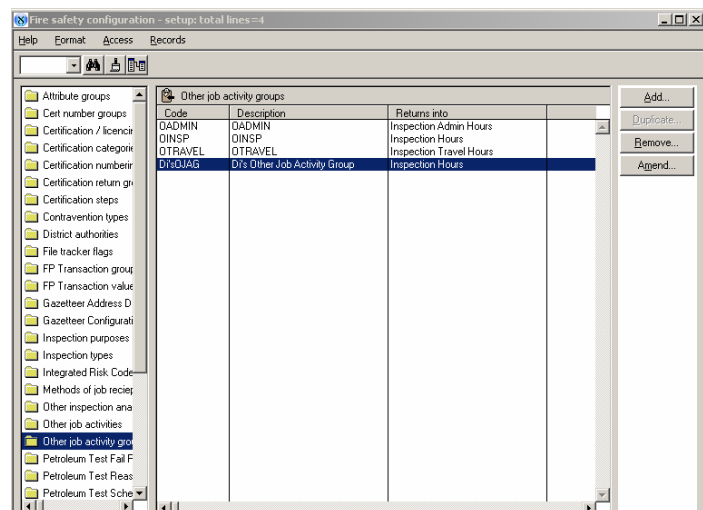 Fire safety configuration - setup: total lines=4
Help Format Access Records
Attribute groups
Cert number groups
Certification / licencin
Certification categorie
Certification numberin
Certification return gr
Certification steps
Contravention types
District authorities
File tracker flags
FP Transaction group
FP Transaction value
Gazetteer Address D
Gazetteer Configurati
Inspection purposes
Inspection types
Integrated Risk Code
Methods of job reciep
Other inspection ana
Other job activities
Other job activity grou
Petroleum Test Fail F
Petroleum Test Reas
Petroleum Test Sche
Other job activity groups
Code Description Returns into
OADMIN OADMIN Inspection Admin Hours
OINSP OINSP Inspection Hours
OTRAVEL OTRAVEL Inspection Travel Hours
Di'sOJAG Di's Other Job Activity Group Inspection Hours
Add...
Duplicate...
Remove...
Amend...